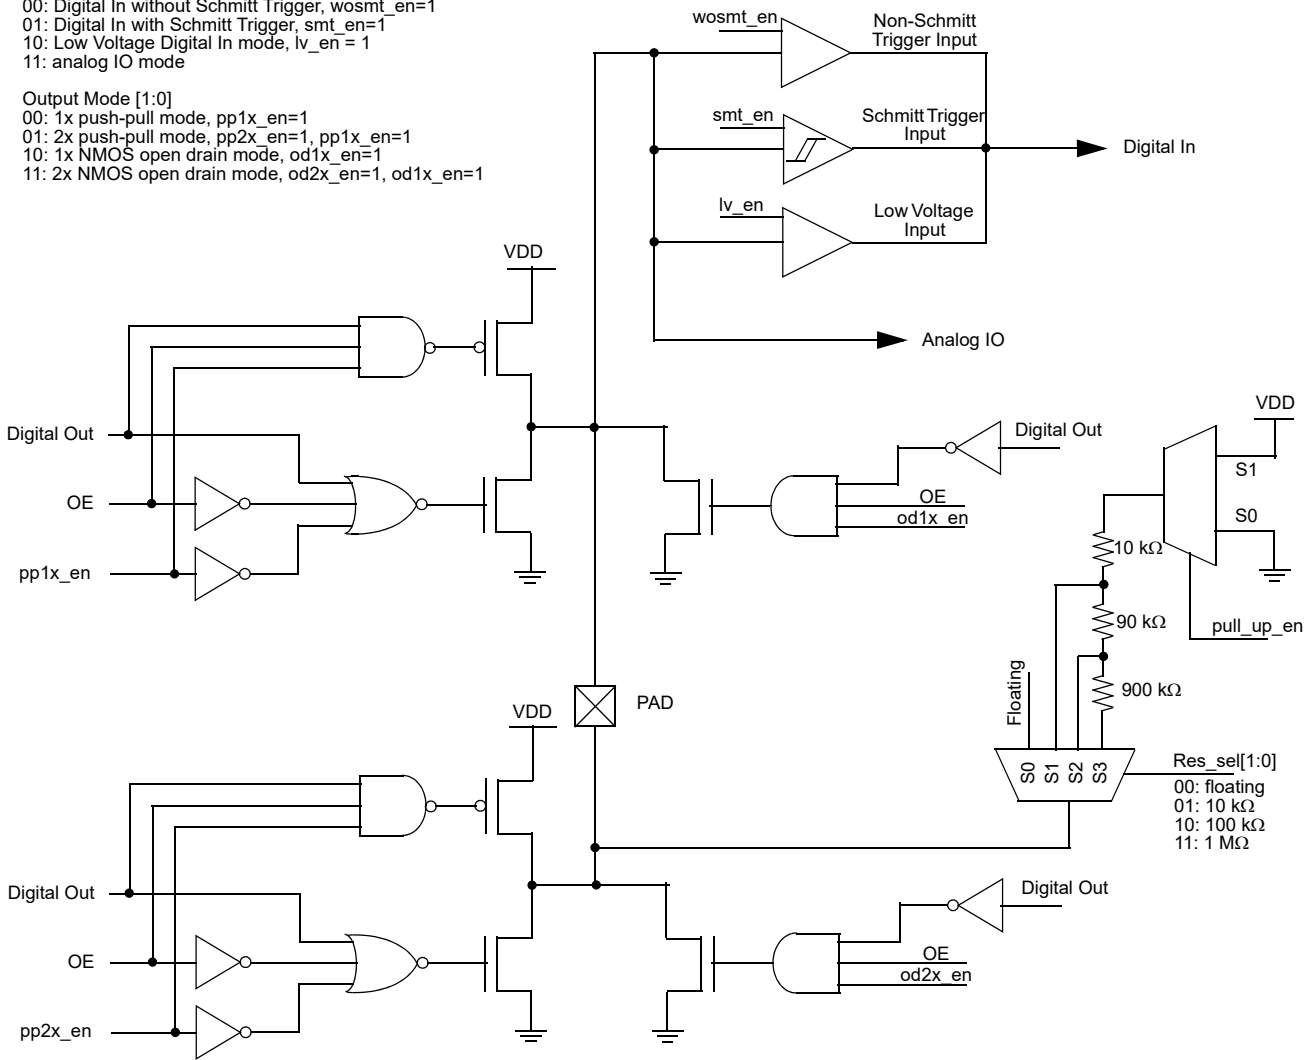 00: Digital In without Schmitt Trigger, wosmt_en=1
01: Digital In with Schmitt Trigger, smt_en=1
10: Low Voltage Digital In mode, lv_en = 1
11: analog IO mode
Output Mode [1:0]
00: 1x push-pull mode, pp1x_en=1
01: 2x push-pull mode, pp2x_en=1, pp1x_en=1
10: 1x NMOS open drain mode, od1x_en=1
11: 2x NMOS open drain mode, od2x_en=1, od1x_en=1
wosmt_en
Non-Schmitt
Trigger Input
smt_en
Schmitt Trigger
Input
Digital In
lv_en
Low Voltage
Input
Analog IO
VDD
Digital Out
OE
pp1x_en
Digital Out
OE
od1x_en
VDD
S1
S0
10 kΩ
90 kΩ
pull_up_en
900 kΩ
Floating
S0
S1
S2
S3
Res_sel[1:0]
00: floating
01: 10 kΩ
10: 100 kΩ
11: 1 MΩ
PAD
VDD
Digital Out
OE
pp2x_en
Digital Out
OE
od2x_en